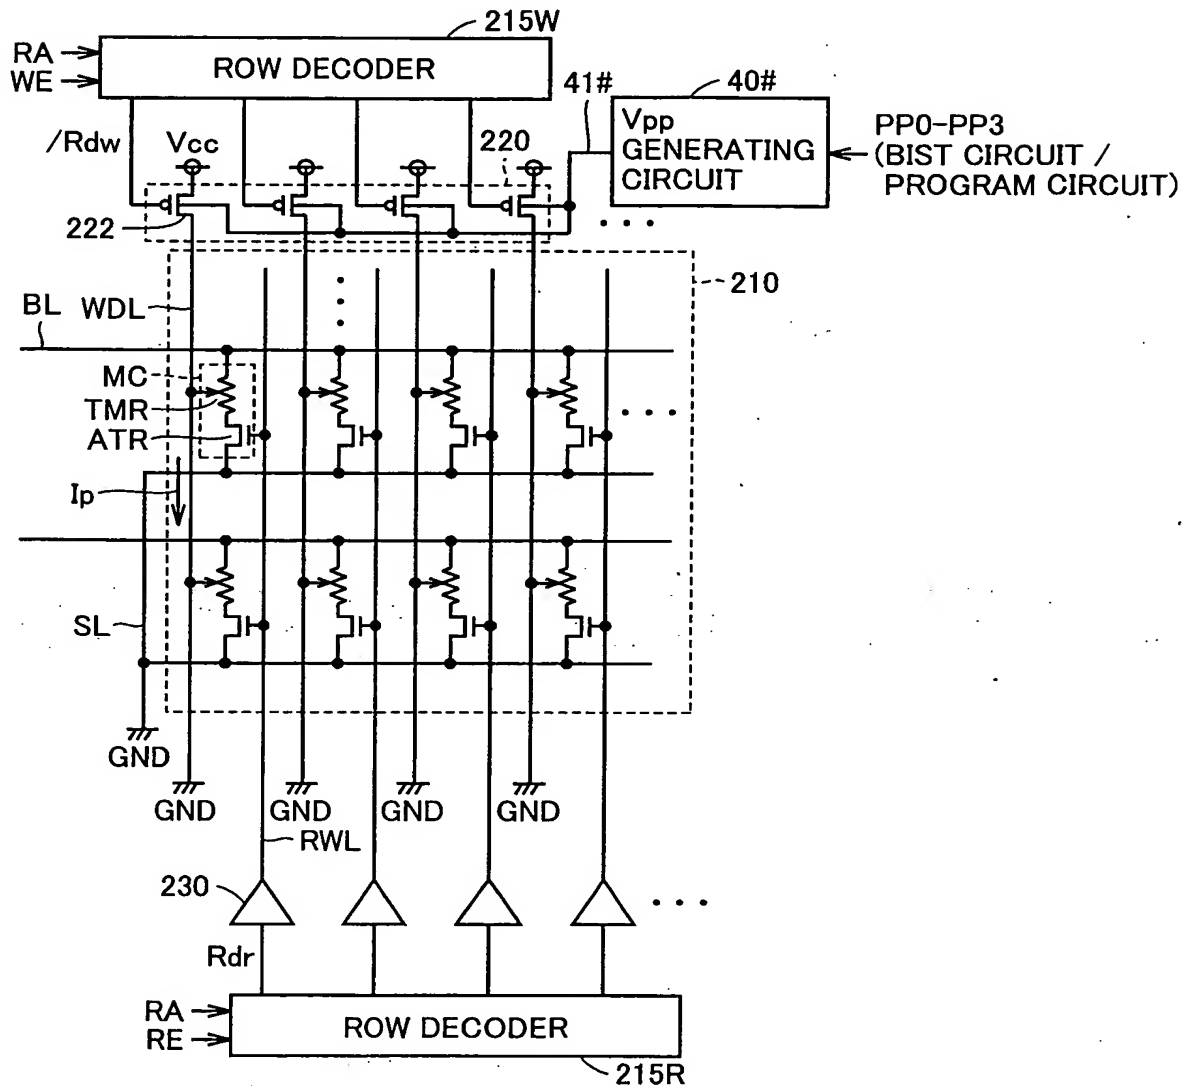 215W
RA
WE
ROW DECODER
41#
40#
/Rdw
Vcc
220
Vpp
GENERATING
CIRCUIT
PP0-PP3
(BIST CIRCUIT /
PROGRAM CIRCUIT)
222
210
BL
WDL
MC
TMR
ATR
Ip
SL
GND
GND
GND
GND
GND
RWL
230
Rdr
RA
RE
ROW DECODER
215R